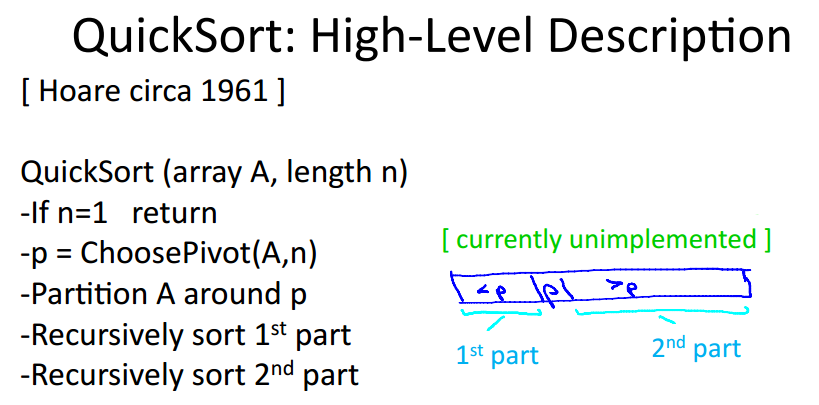 QuickSort: High-Level Description
[ Hoare circa 1961 ]
QuickSort (array A, length n)
-If n=1 return
-p = ChoosePivot(A,n)
[ currently unimplemented ]
-Partition A around p
<p p >p
-Recursively sort 1st part
1st part 2nd part
-Recursively sort 2nd part